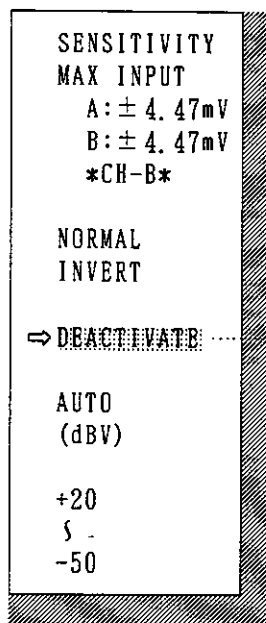 SENSITIVITY
MAX INPUT
A:± 4.47mV
B:± 4.47mV
*CH-B*
NORMAL
INVERT
⇨ DEACTIVATE
AUTO
(dBV)
+20
∫
-50